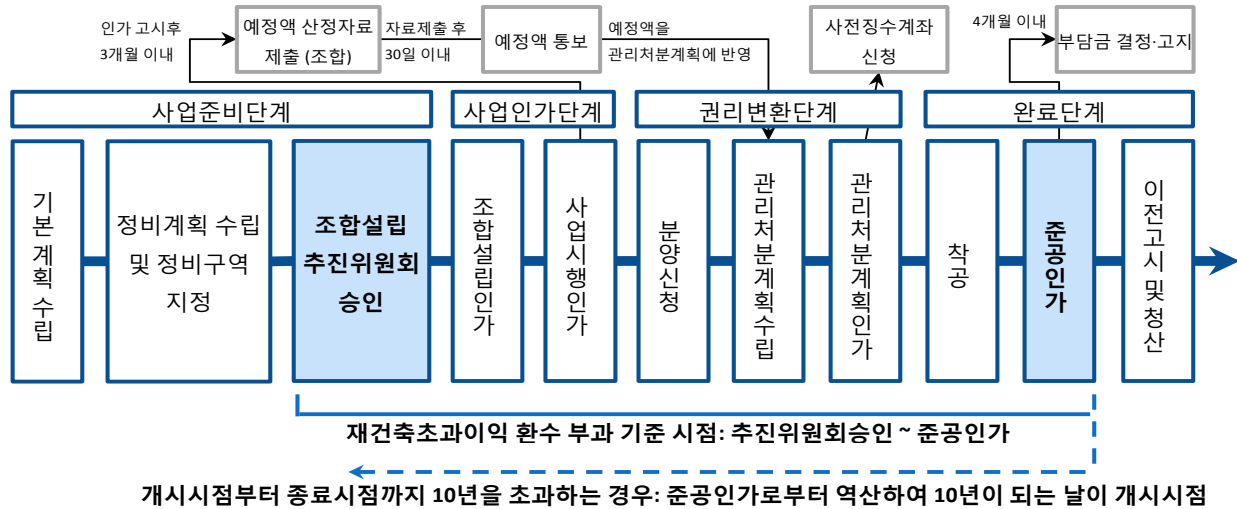 인가 고시후
3개월 이내
예정액 산정자료
제출 (조합)
자료제출 후
30일 이내
예정액 통보
예정액을
관리처분계획에 반영
사전징수계좌
신청
4개월 이내
부담금 결정·고지
사업준비단계
사업인가단계
권리변환단계
완료단계
기본계획수립
정비계획 수립
및 정비구역
지정
조합설립
추진위원회
승인
조합설립인가
사업시행인가
분양신청
관리처분계획수립
관리처분계획인가
착공
준공인가
이전고시 및 청산
재건축초과이익 환수 부과 기준 시점: 추진위원회승인 ~ 준공인가
개시시점부터 종료시점까지 10년을 초과하는 경우: 준공인가로부터 역산하여 10년이 되는 날이 개시시점